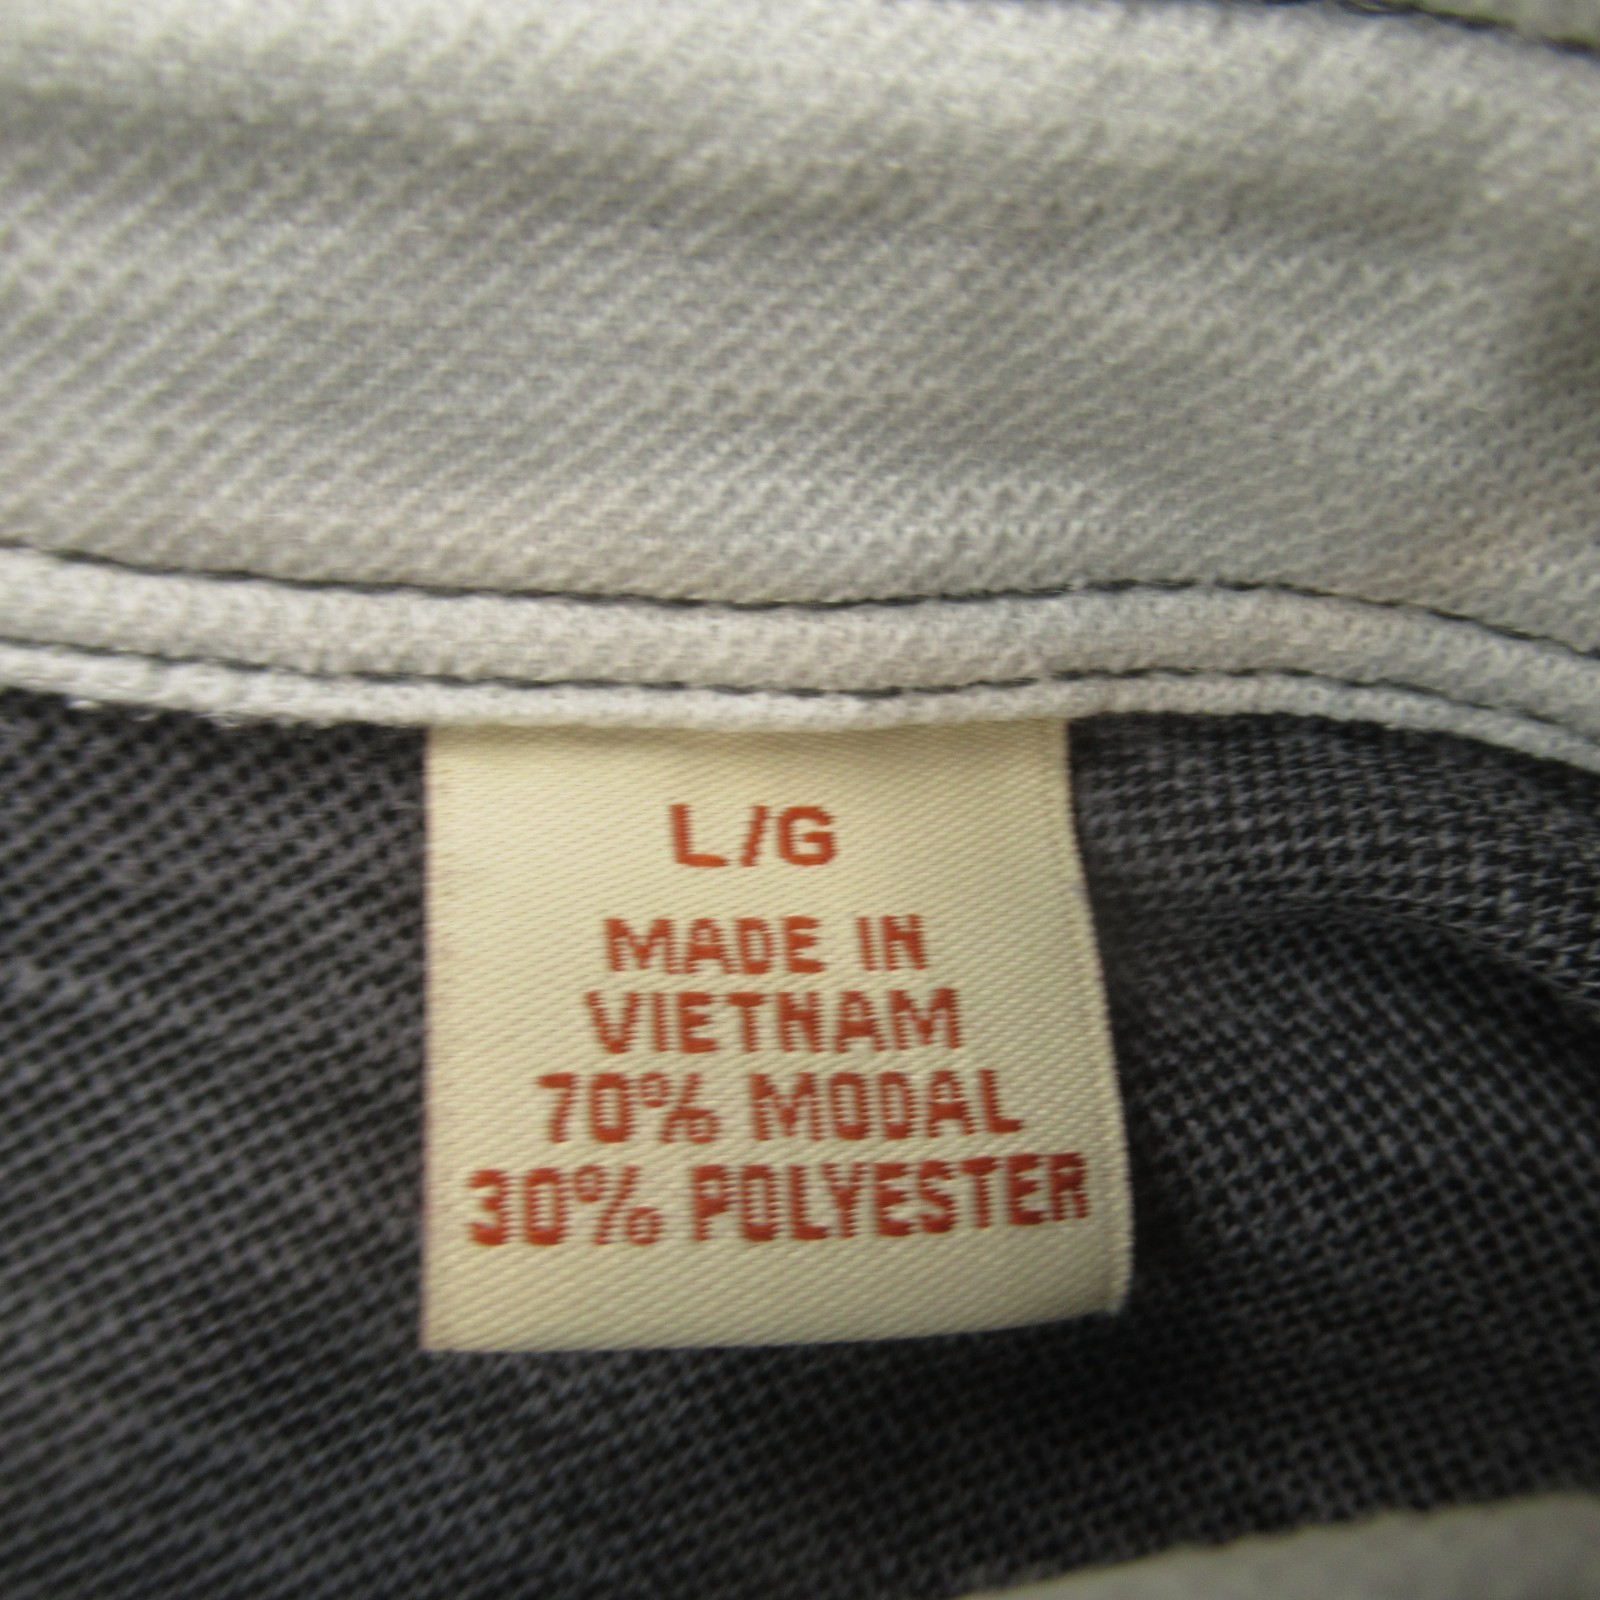 L/G
MADE IN
VIETNAM
70% MODAL
30% POLYESTER